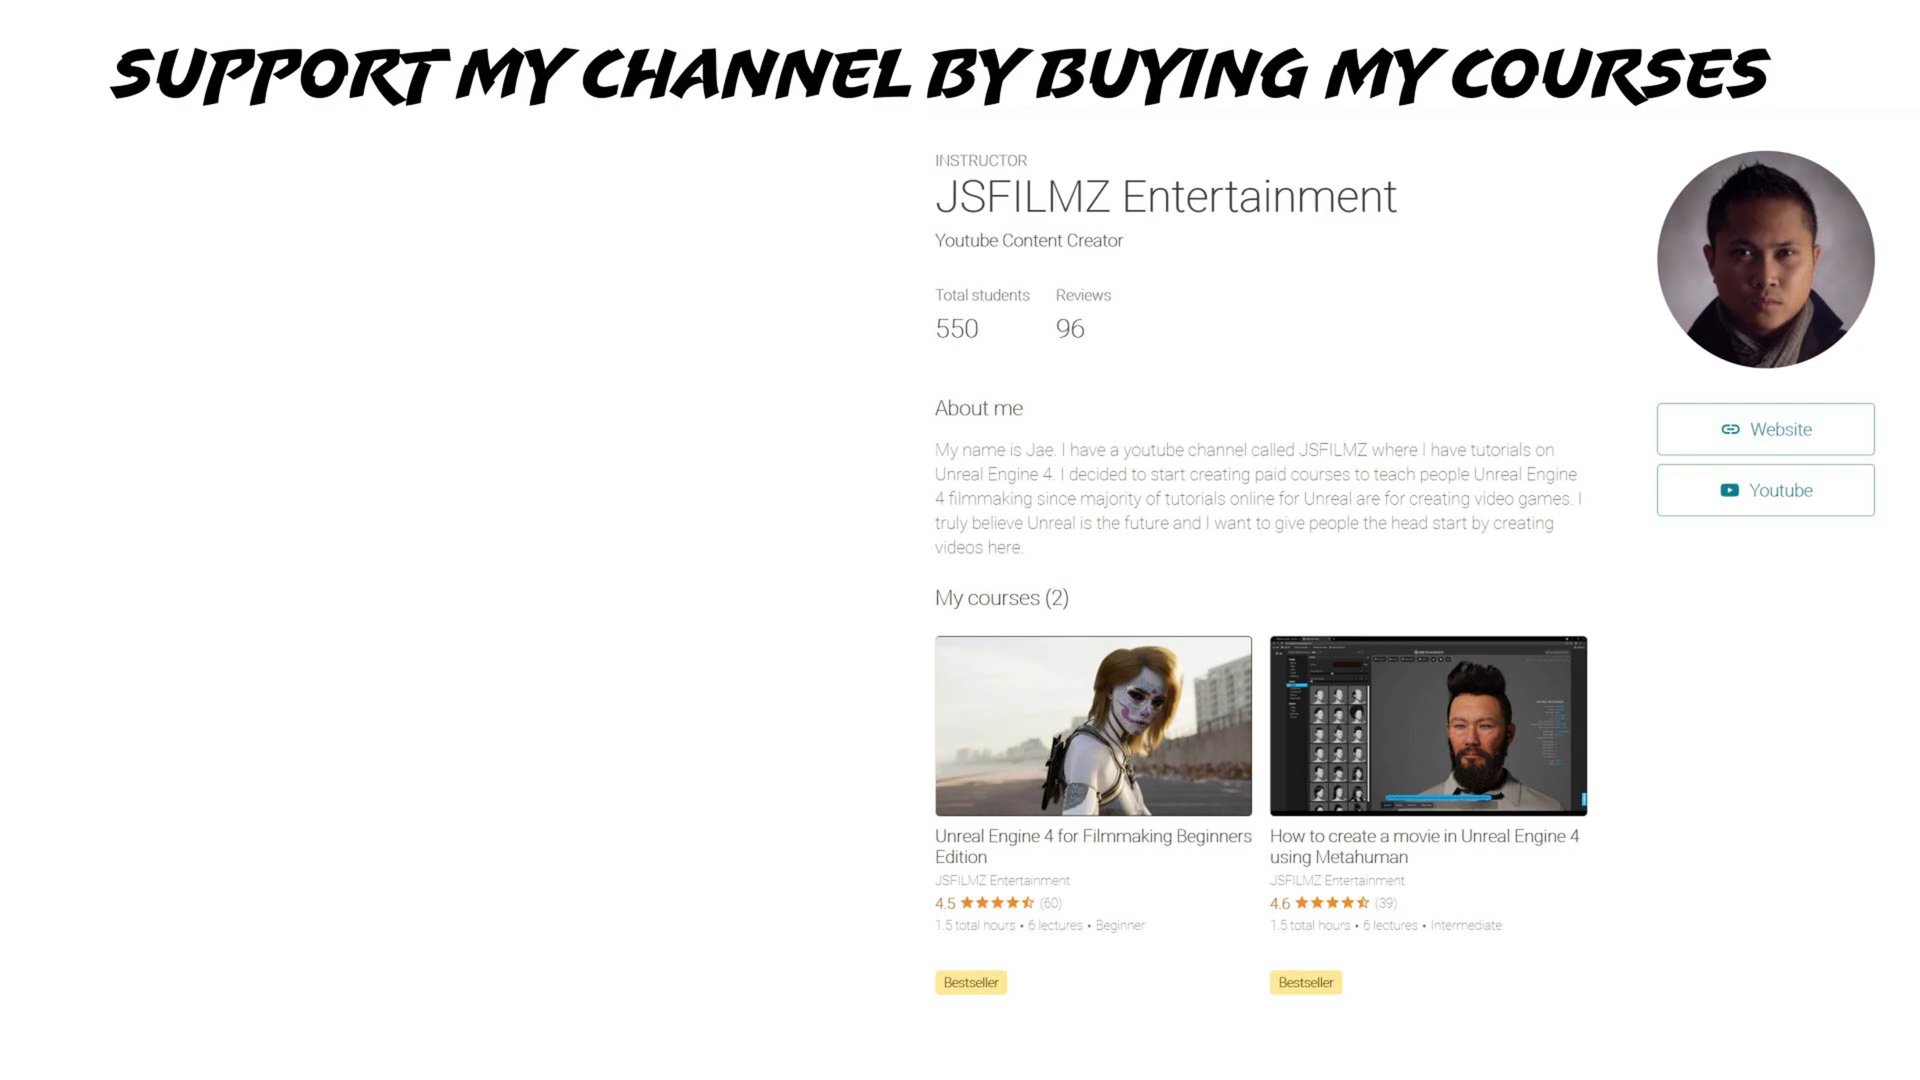 SUPPORT MY CHANNEL BY BUYING MY COURSES
INSTRUCTOR
JSFILMZ Entertainment
Youtube Content Creator
Total students
Reviews
550
96
About me
My name is Jae. I have a youtube channel called JSFILMZ where I have tutorials on
Unreal Engine 4. I decided to start creating paid courses to teach people Unreal Engine
4 filmmaking since majority of tutorials online for Unreal are for creating video games. I
truly believe Unreal is the future and I want to give people the head start by creating
videos here.
Website
Youtube
My courses (2)
Unreal Engine 4 for Filmmaking Beginners
Edition
JSFILMZ Entertainment
4.5 (60)
1.5 total hours • 6 lectures • Beginner
Bestseller
How to create a movie in Unreal Engine 4
using Metahuman
JSFILMZ Entertainment
4.6 (39)
1.5 total hours • 6 lectures • Intermediate
Bestseller